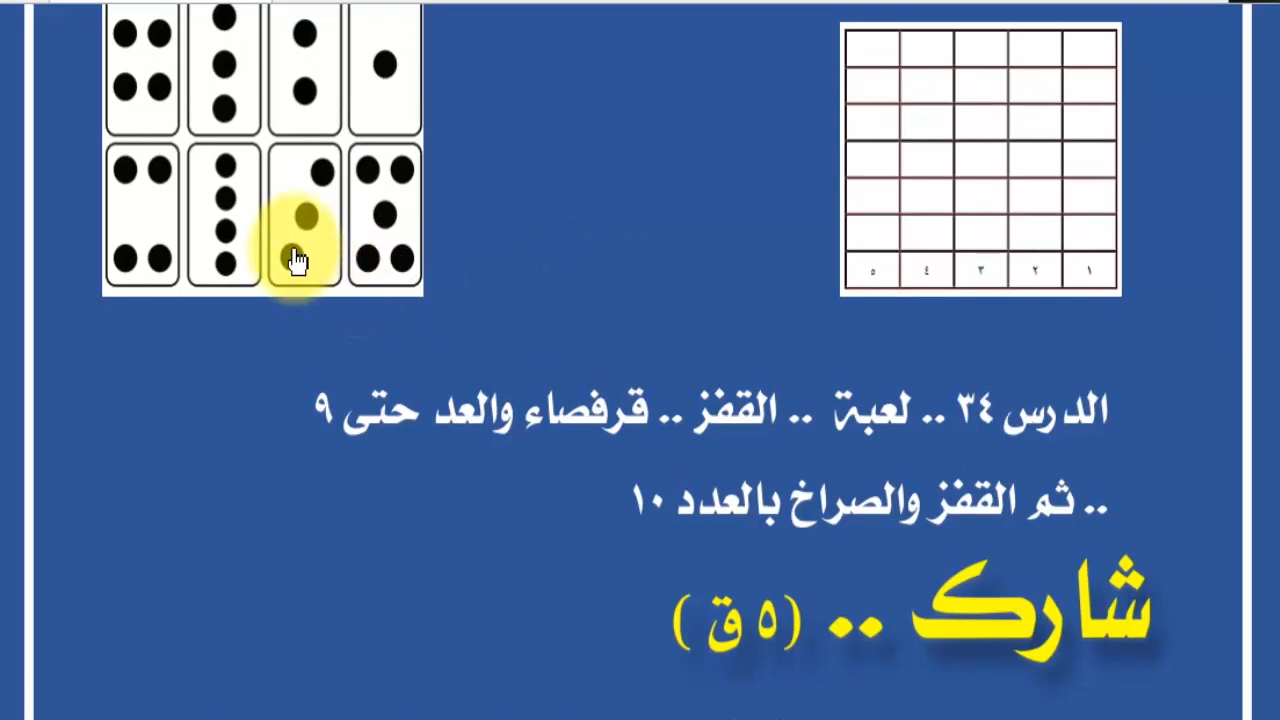 ١ ٢ ٣ ٤ ٥
الدرس ٣٤ .. لعبة .. القفز .. قرفصاء والعد حتى ٩
.. ثم القفز والصراخ بالعدد ١٠
شارك .. (٥ ق)